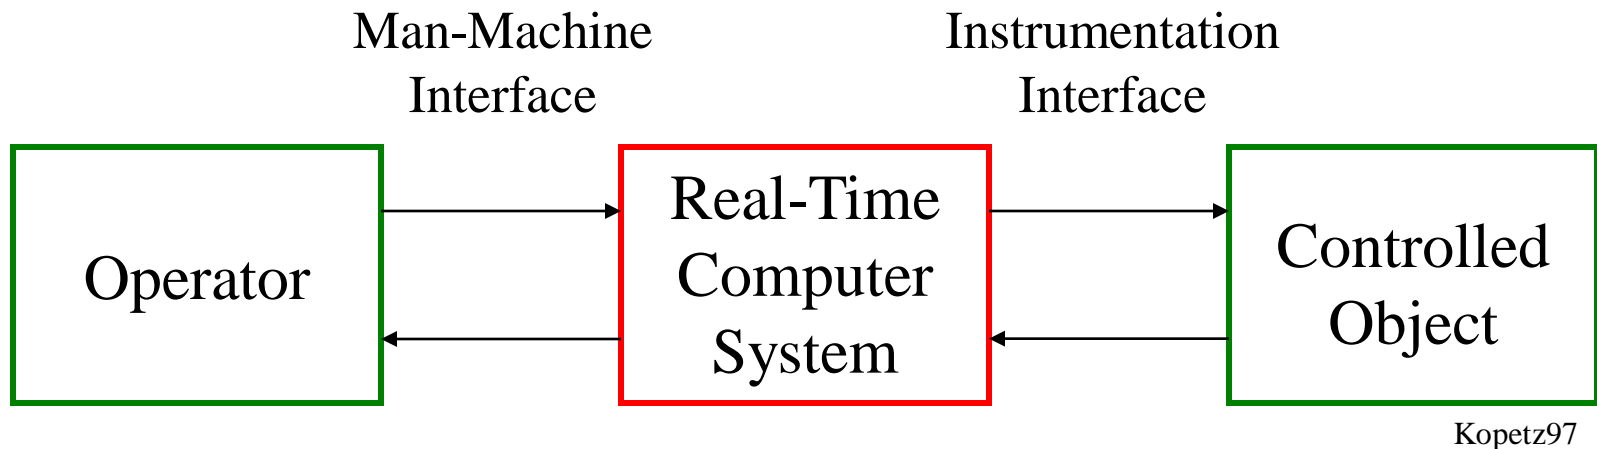 Man-Machine
Interface
Instrumentation
Interface
Operator
Real-Time
Computer
System
Controlled
Object
Kopetz97